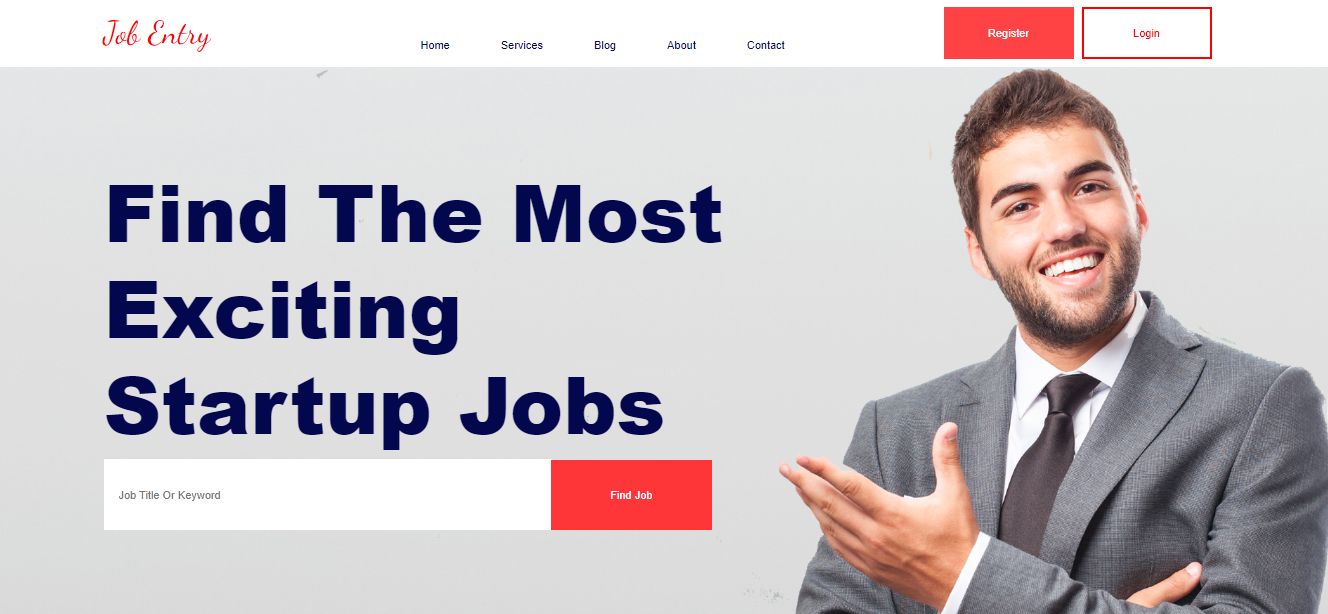 Job Entry
Home Services Blog About Contact
Register Login
Find The Most
Exciting
Startup Jobs
Job Title Or Keyword Find Job